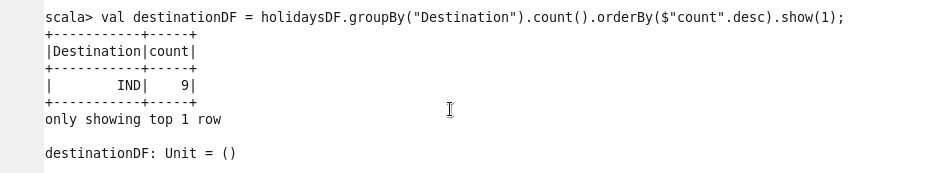 scala> val destinationDF = holidaysDF.groupBy("Destination").count().orderBy($"count".desc).show(1);
+-----------+-----+
|Destination|count|
+-----------+-----+
|        IND|    9|
+-----------+-----+
only showing top 1 row
destinationDF: Unit = ()